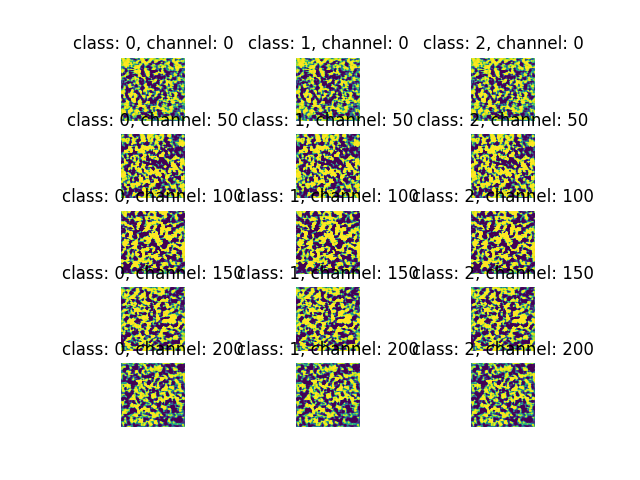 class: 0, channel: 0 class: 1, channel: 0 class: 2, channel: 0
class: 0, channel: 50 class: 1, channel: 50 class: 2, channel: 50
class: 0, channel: 100 class: 1, channel: 100 class: 2, channel: 100
class: 0, channel: 150 class: 1, channel: 150 class: 2, channel: 150
class: 0, channel: 200 class: 1, channel: 200 class: 2, channel: 200